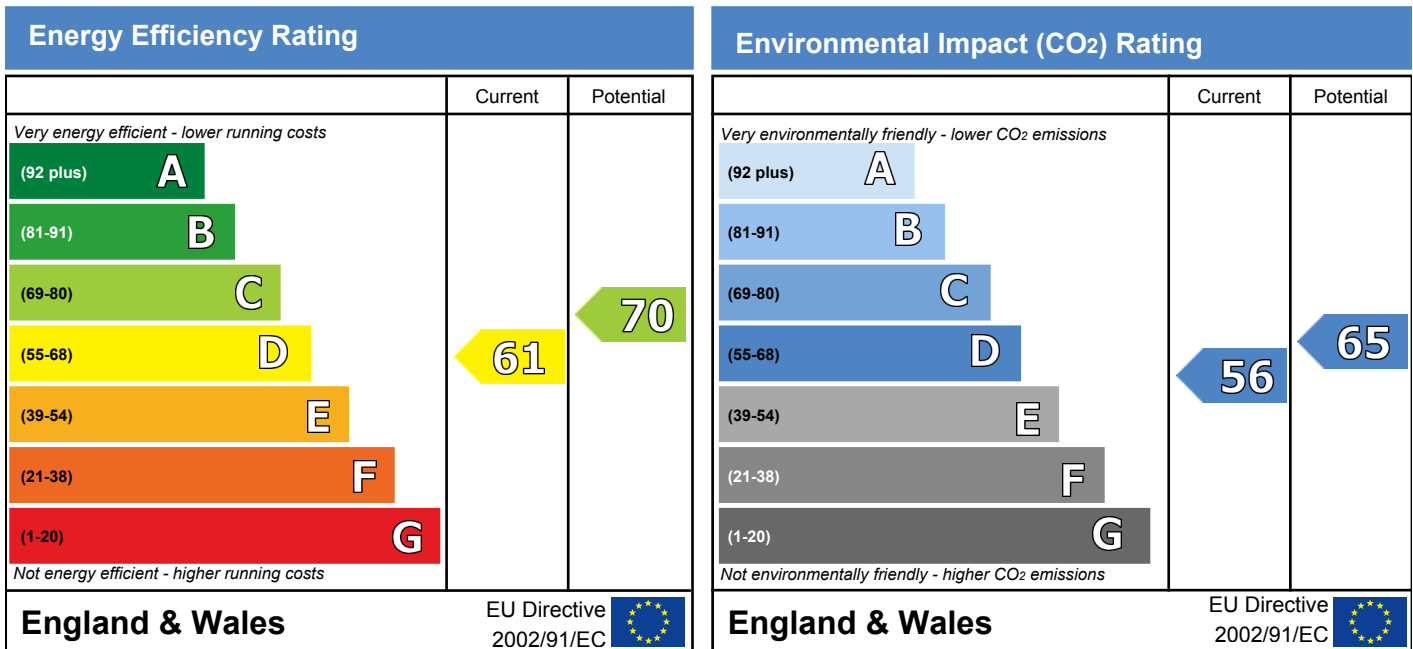 Energy Efficiency Rating
Current Potential
Very energy efficient - lower running costs
(92 plus) A
(81-91) B
(69-80) C
70
(55-68) D
61
(39-54) E
(21-38) F
(1-20) G
Not energy efficient - higher running costs
England & Wales
EU Directive
2002/91/EC
Environmental Impact (CO2) Rating
Current Potential
Very environmentally friendly - lower CO2 emissions
(92 plus) A
(81-91) B
(69-80) C
(55-68) D
65
56
(39-54) E
(21-38) F
(1-20) G
Not environmentally friendly - higher CO2 emissions
England & Wales
EU Directive
2002/91/EC